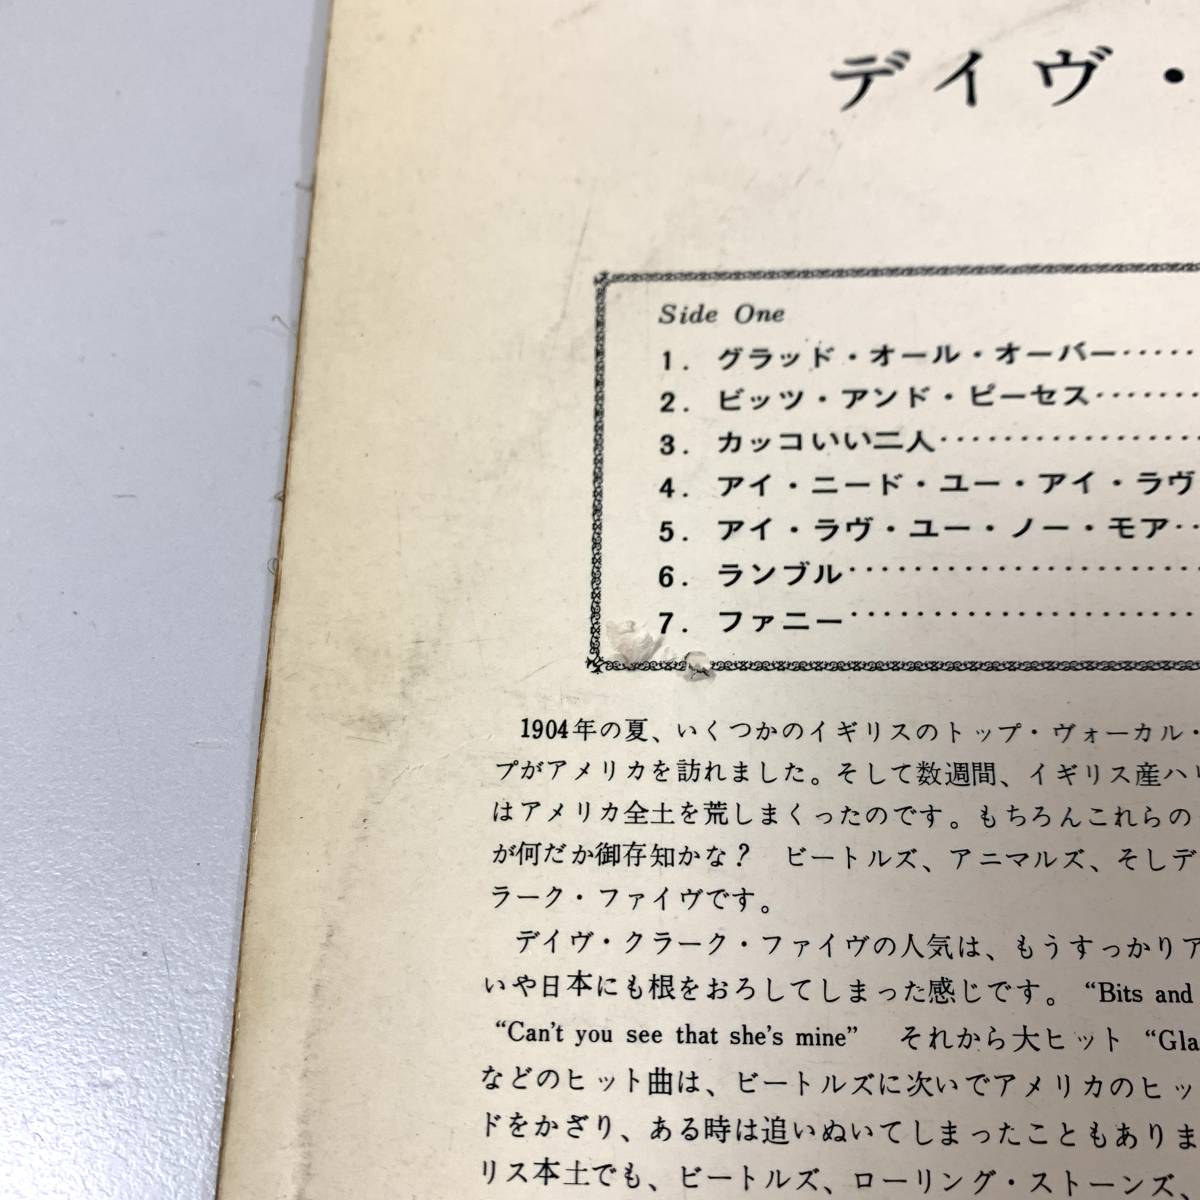 デイヴ・
Side One
1. グラッド・オール・オーバー……
2. ビッツ・アンド・ピーセス………
3. カッコいい二人…………………
4. アイ・ニード・ユー・アイ・ラヴ
5. アイ・ラヴ・ユー・ノー・モア…
6. ランブル…………………………
7. ファニー…………………………
1904年の夏、いくつかのイギリスのトップ・ヴォーカル・
プがアメリカを訪れました。そして数週間、イギリス産ハリ
はアメリカ全土を荒しまくったのです。もちろんこれらの
が何だか御存知かな？ ビートルズ、アニマルズ、そしデ
ラーク・ファイヴです。
デイヴ・クラーク・ファイヴの人気は、もうすっかりア
いや日本にも根をおろしてしまった感じです。“Bits and
“Can't you see that she's mine” それから大ヒット “Gla
などのヒット曲は、ビートルズに次いでアメリカのヒッ
ドをかざり、ある時は追いぬいてしまったこともありま
リス本土でも、ビートルズ、ローリング・ストーンズ、